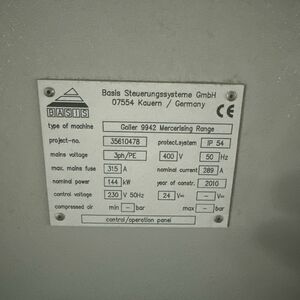 Basis Steuerungssysteme GmbH
07554 Kauern / Germany
BASIS
type of machine Goller 9942 Mercerising Range
project-no. 35610478 protect.system IP 54
mains voltage 3ph/PE 400 V 50 Hz
max. mains fuse 315 A nominal current 289 A
nominal power 144 kW year of constr. 2010
control voltage 230 V 50Hz 24 V= - V=
compressed air min - bar max - bar
control/operation panel